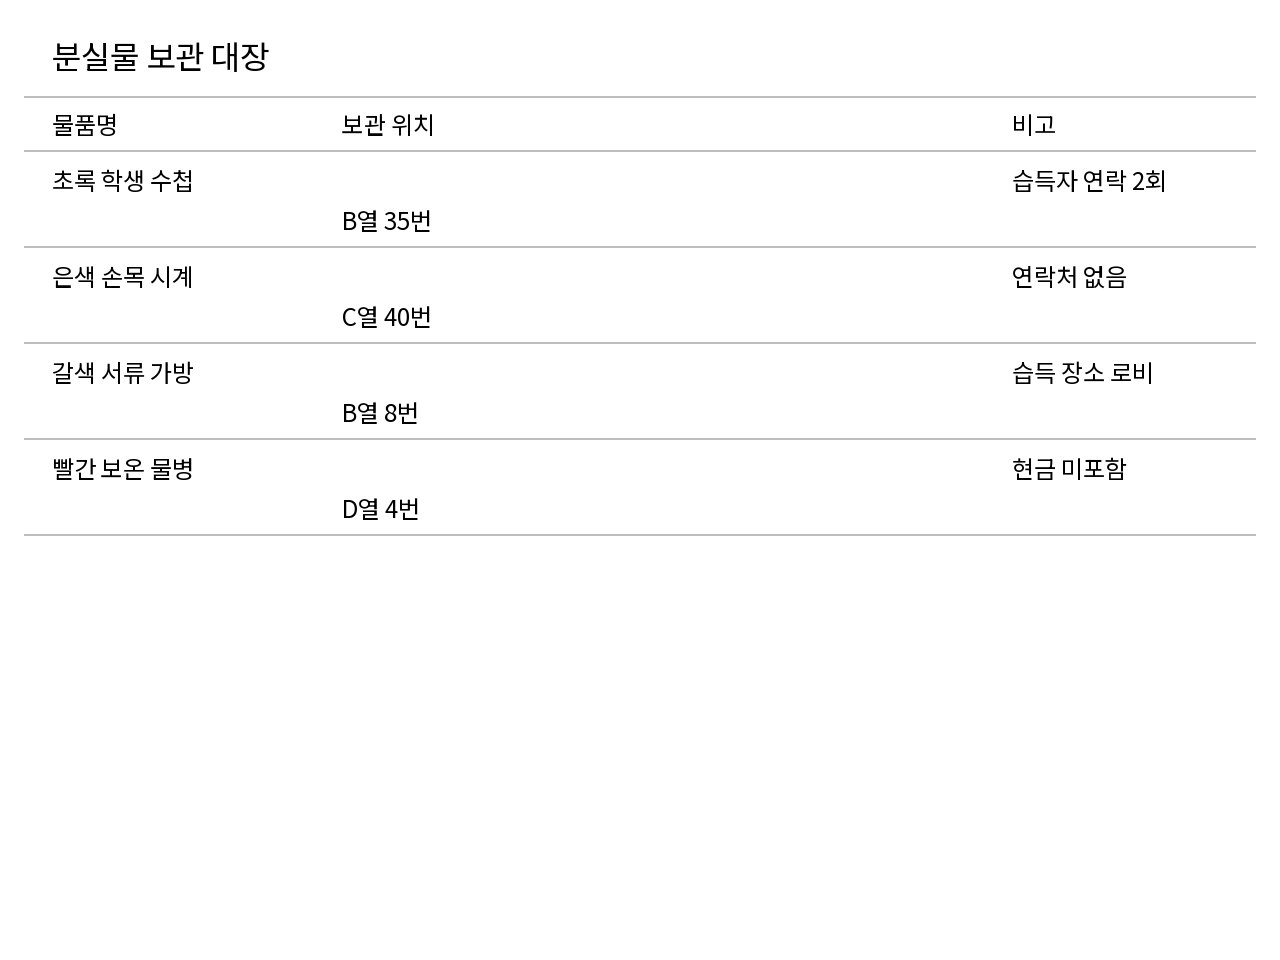 분실물 보관 대장
물품명 보관 위치 비고
초록 학생 수첩 습득자 연락 2회
B열 35번
은색 손목 시계 연락처 없음
C열 40번
갈색 서류 가방 습득 장소 로비
B열 8번
빨간 보온 물병 현금 미포함
D열 4번